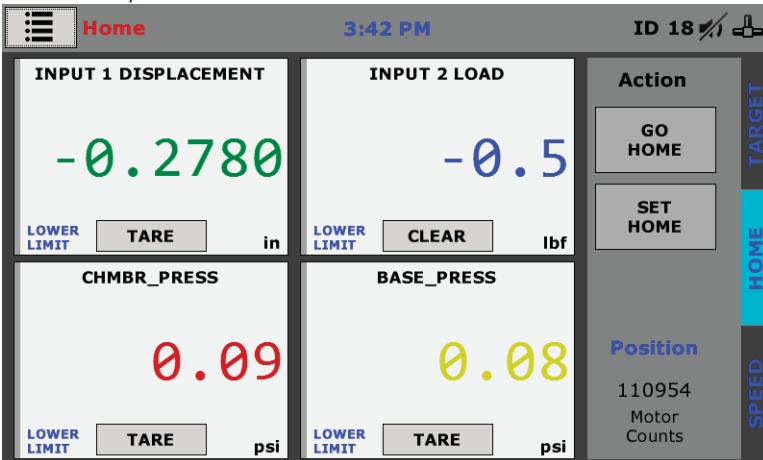 Home
3:42 PM
ID 18
INPUT 1 DISPLACEMENT
-0.2780
LOWER
LIMIT
TARE
in
INPUT 2 LOAD
-0.5
LOWER
LIMIT
CLEAR
lbf
CHMBR_PRESS
0.09
LOWER
LIMIT
TARE
psi
BASE_PRESS
0.08
LOWER
LIMIT
TARE
psi
Action
GO
HOME
SET
HOME
Position
110954
Motor
Counts
TARGET
HOME
SPEED